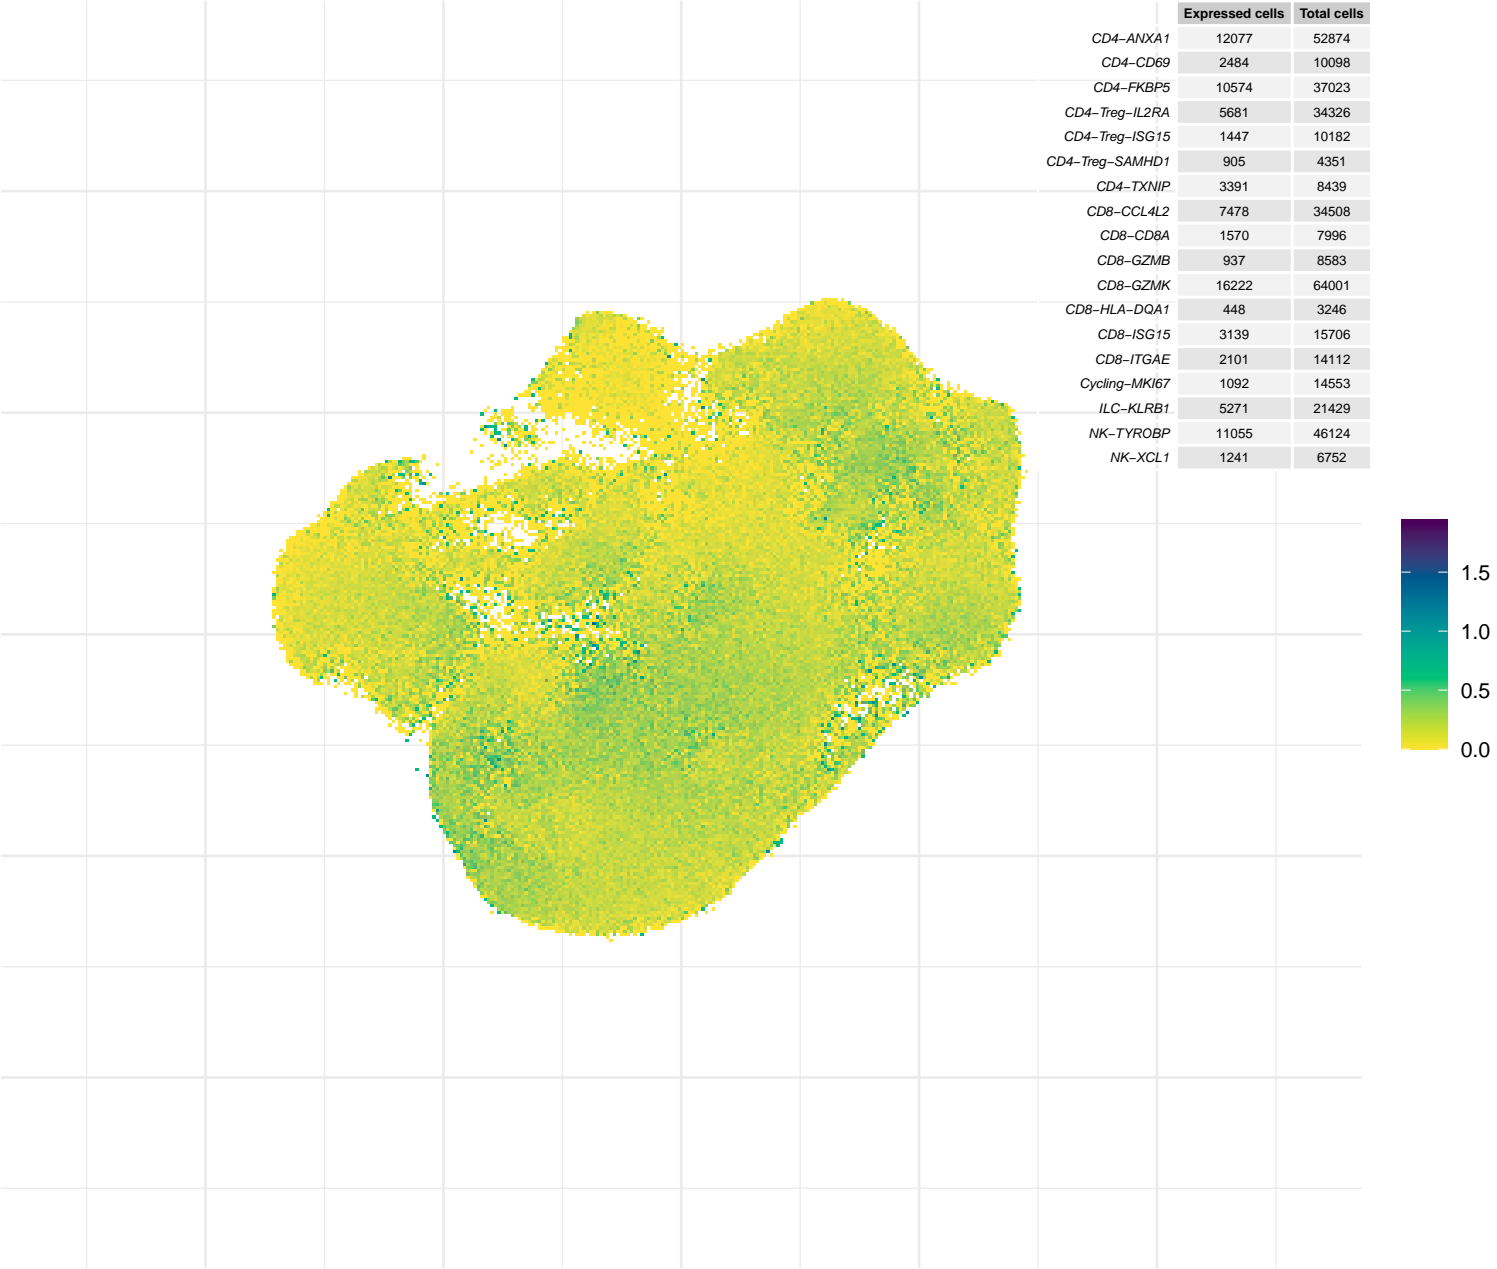 Expressed cells Total cells
CD4−ANXA1 12077 52874
CD4−CD69 2484 10098
CD4−FKBP5 10574 37023
CD4−Treg−IL2RA 5681 34326
CD4−Treg−ISG15 1447 10182
CD4−Treg−SAMHD1 905 4351
CD4−TXNIP 3391 8439
CD8−CCL4L2 7478 34508
CD8−CD8A 1570 7996
CD8−GZMB 937 8583
CD8−GZMK 16222 64001
CD8−HLA−DQA1 448 3246
CD8−ISG15 3139 15706
CD8−ITGAE 2101 14112
Cycling−MKI67 1092 14553
ILC−KLRB1 5271 21429
NK−TYROBP 11055 46124
NK−XCL1 1241 6752
1.5
1.0
0.5
0.0